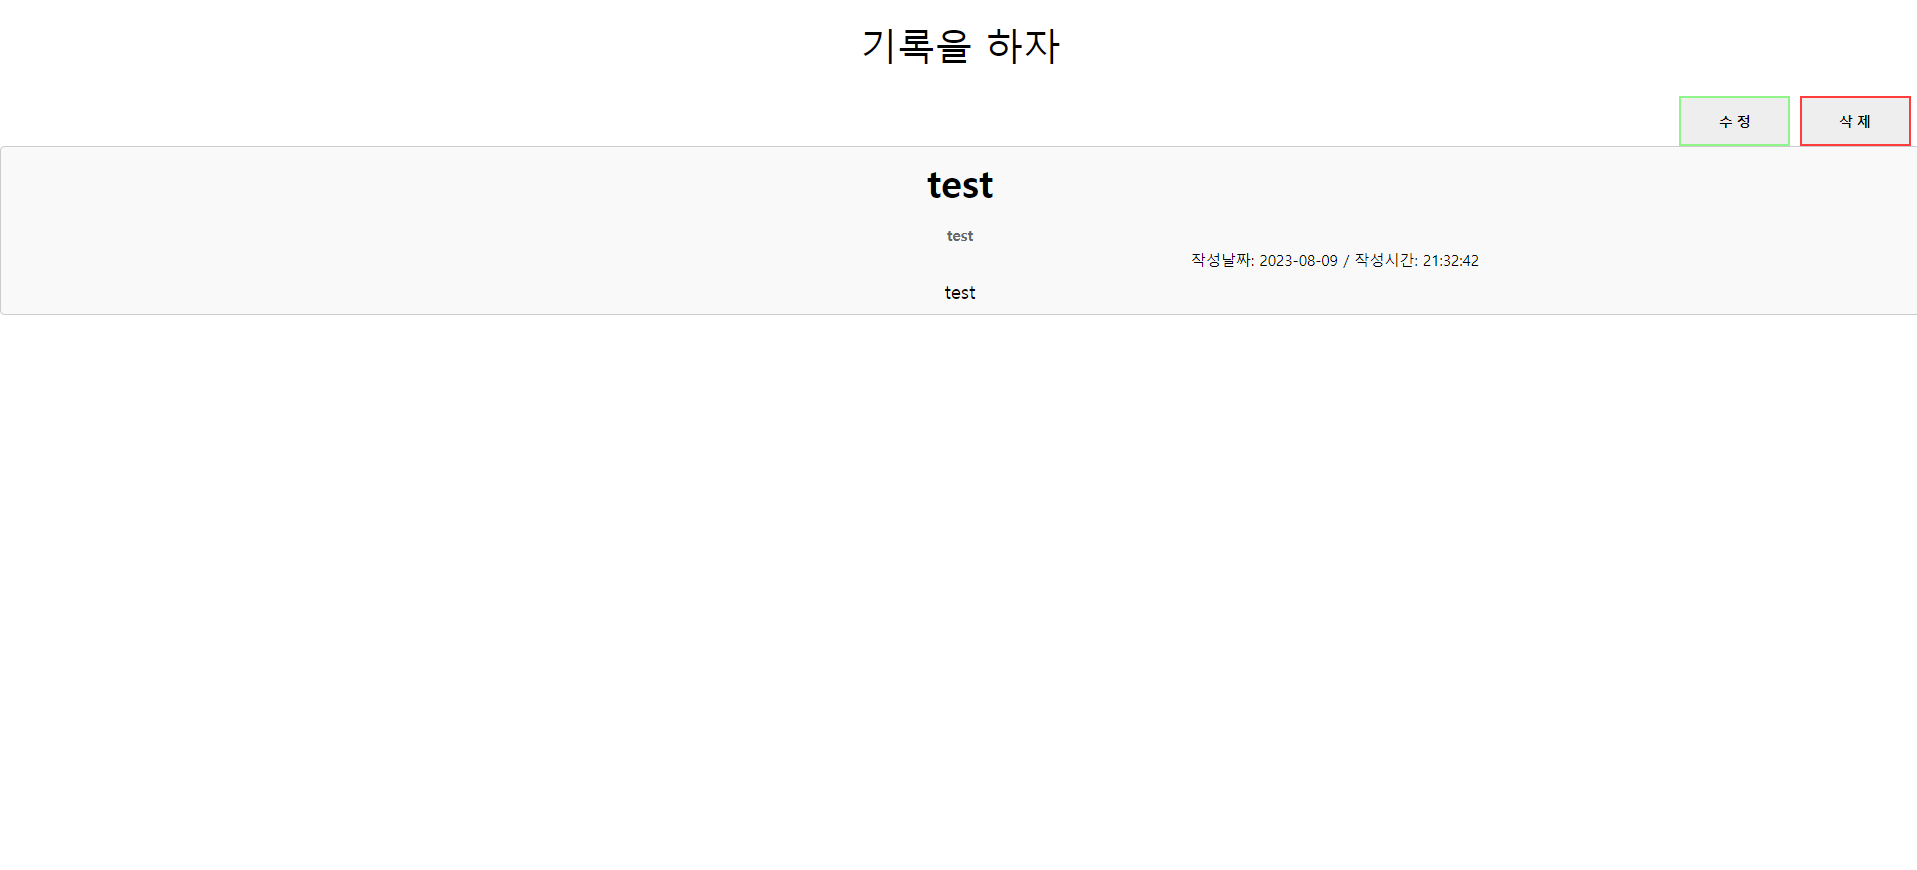 기록을 하자
수 정
삭 제
test
test
작성날짜: 2023-08-09 / 작성시간: 21:32:42
test